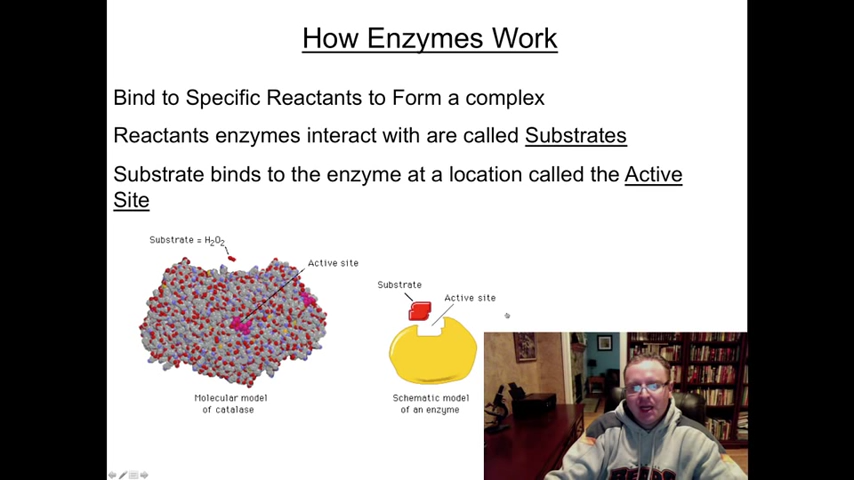 How Enzymes Work
Bind to Specific Reactants to Form a complex
Reactants enzymes interact with are called Substrates
Substrate binds to the enzyme at a location called the Active
Site
Substrate = H₂O₂
Active site
Molecular model
of catalase
Substrate
Active site
Schematic model
of an enzyme